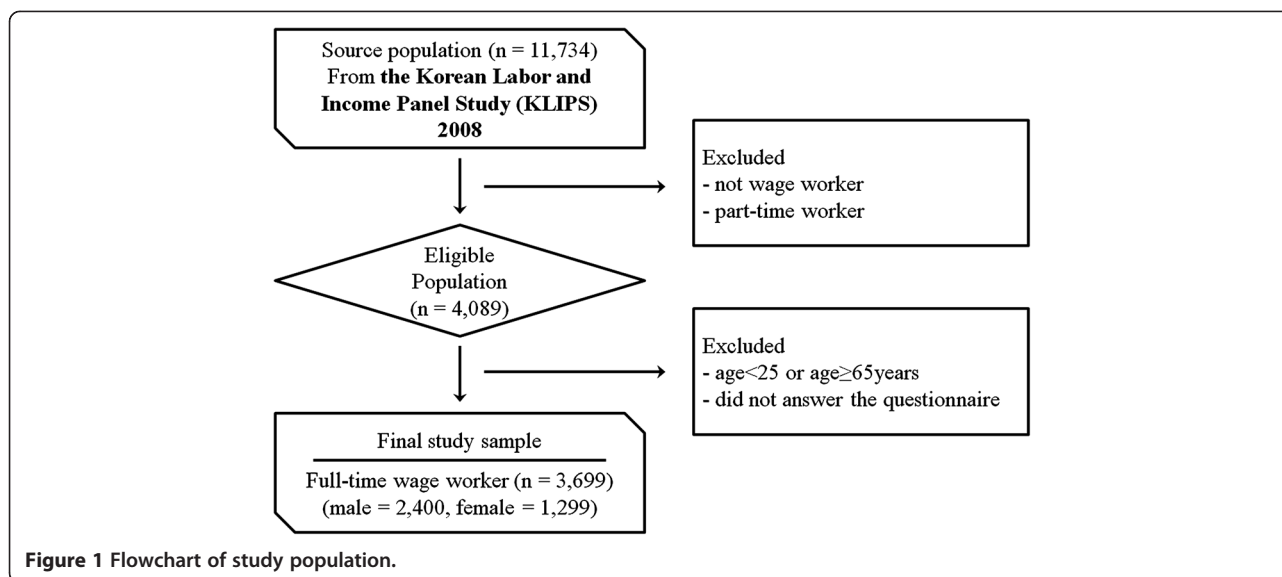 Source population (n = 11,734)
From the Korean Labor and
Income Panel Study (KLIPS)
2008
Excluded
- not wage worker
- part-time worker
Eligible
Population
(n = 4,089)
Excluded
- age<25 or age≥65years
- did not answer the questionnaire
Final study sample
Full-time wage worker (n = 3,699)
(male = 2,400, female = 1,299)
Figure 1 Flowchart of study population.